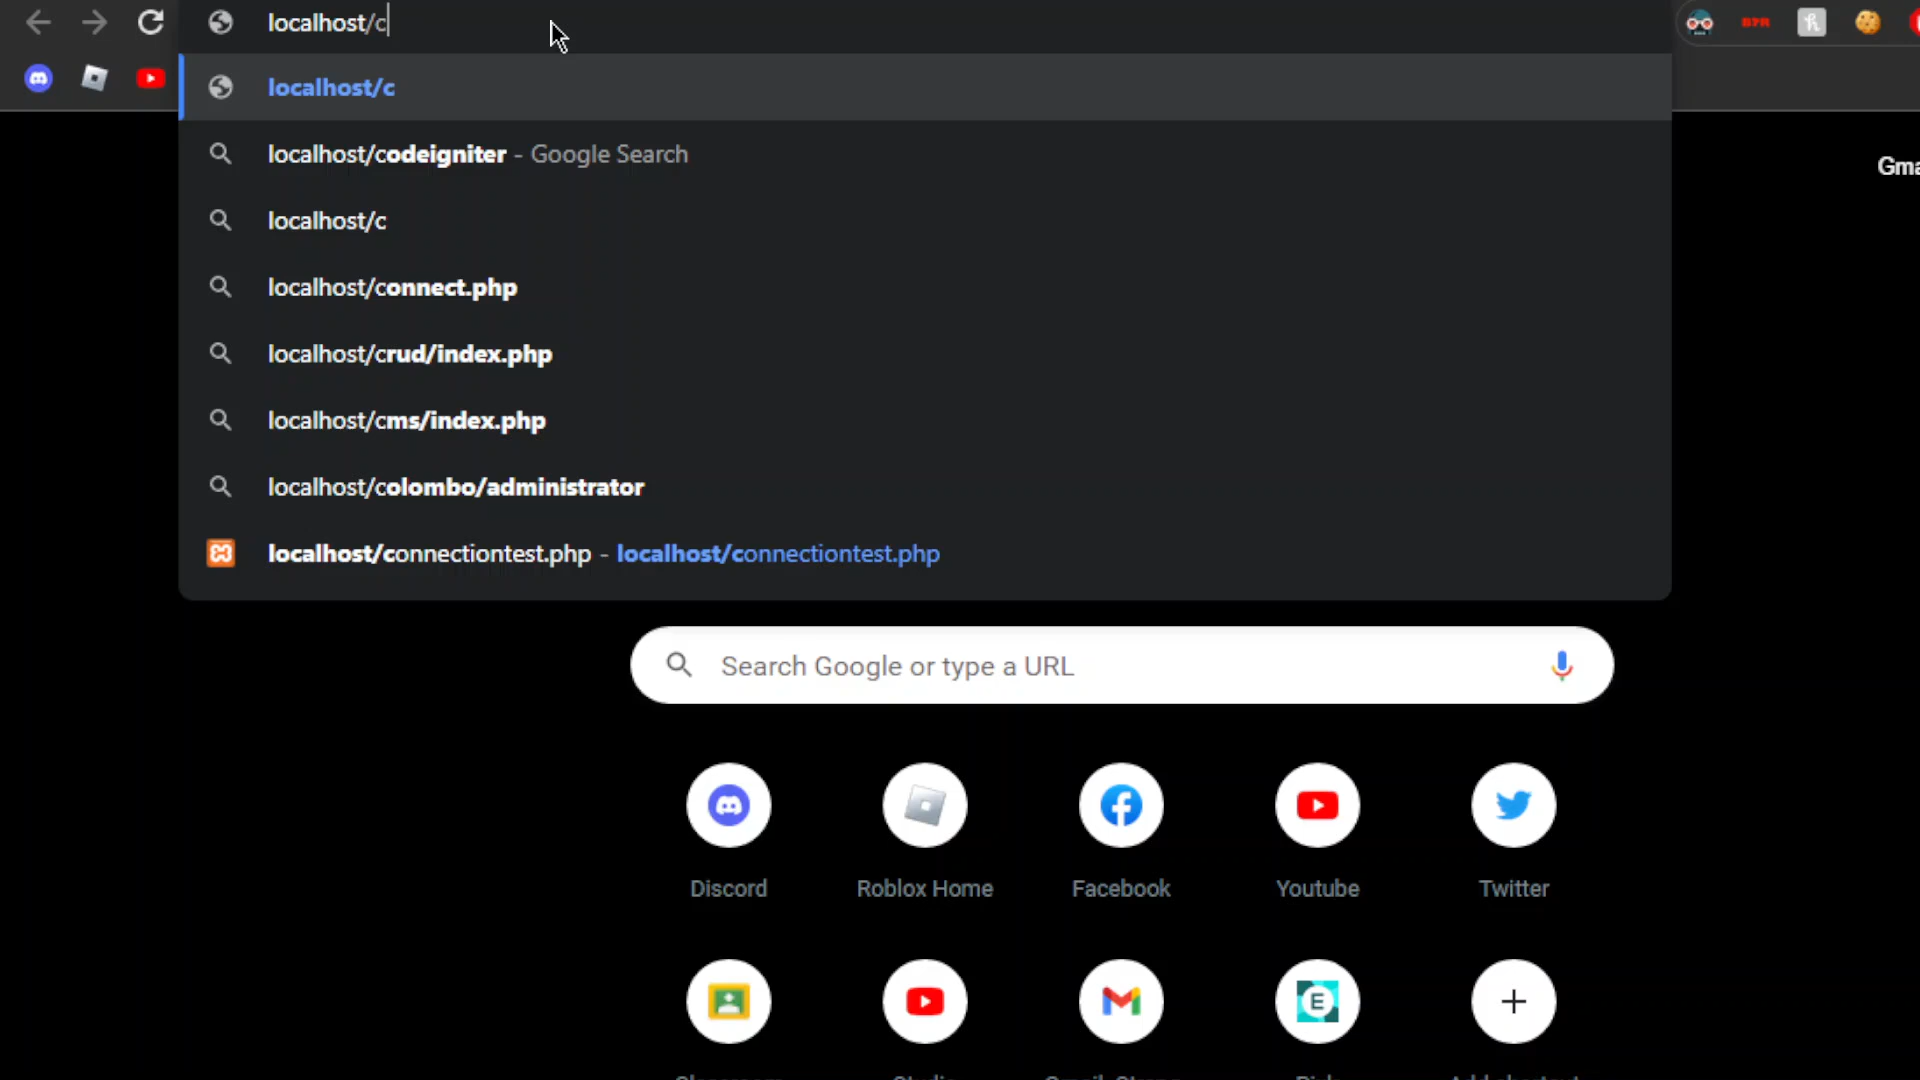 localhost/c
localhost/c
localhost/codeigniter - Google Search
localhost/c
localhost/connect.php
localhost/crud/index.php
localhost/cms/index.php
localhost/colombo/administrator
localhost/connectiontest.php - localhost/connectiontest.php
Gma
Search Google or type a URL
Discord
Roblox Home
Facebook
Youtube
Twitter